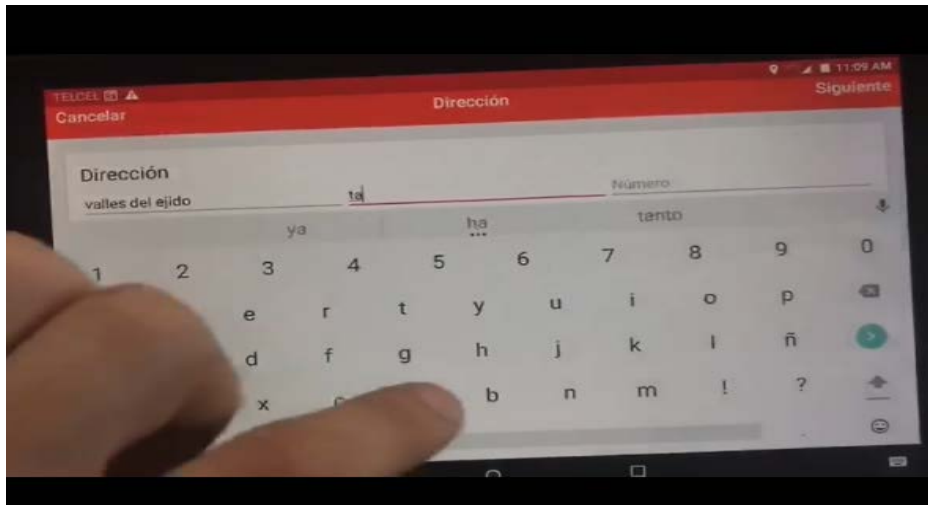 TELCEL 11:09 AM
Cancelar Dirección Siguiente
Dirección
valles del ejido ta Número
ya ha tanto
1 2 3 4 5 6 7 8 9 0
e r t y u i o p
d f g h j k l ñ
x b n m ! ?